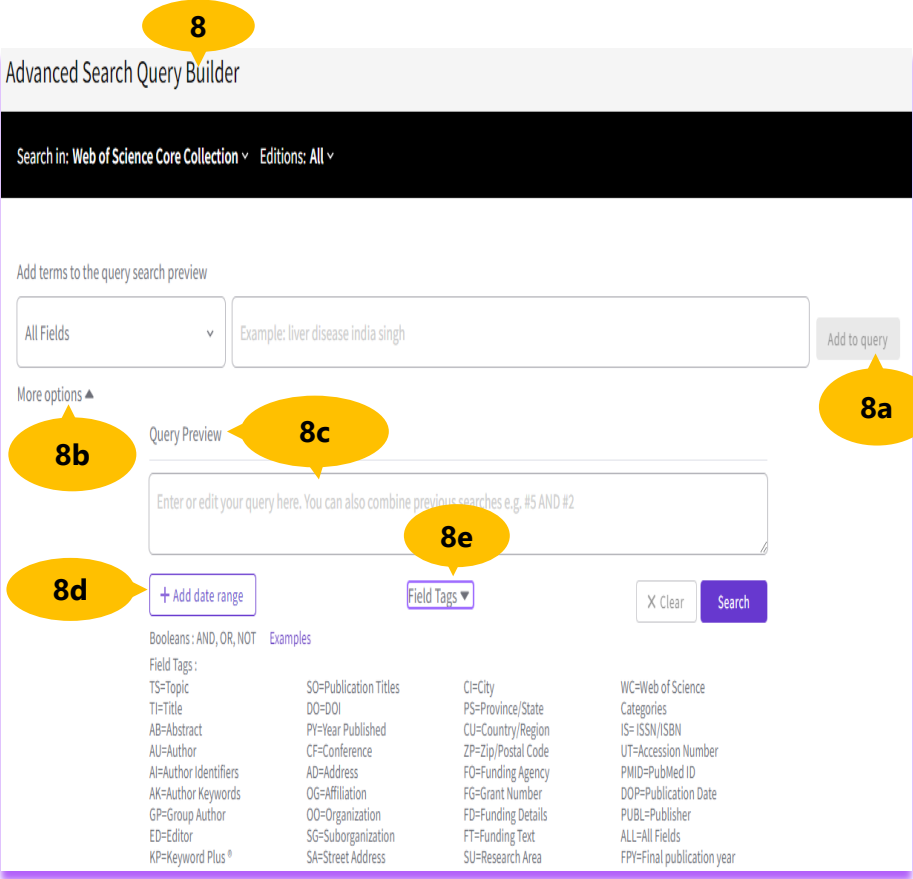 8
Advanced Search Query Builder
Search in: Web of Science Core Collection Editions: All
Add terms to the query search preview
All Fields
Example: liver disease india singh
Add to query
8a
More options
8b
8c
Query Preview
Enter or edit your query here. You can also combine previous searches e.g. #5 AND #2
8e
8d
+ Add date range
Field Tags
X Clear
Search
Booleans : AND, OR, NOT Examples
Field Tags :
TS=Topic
TI=Title
AB=Abstract
AU=Author
AI=Author Identifiers
AK=Author Keywords
GP=Group Author
ED=Editor
KP=Keyword Plus ®
SO=Publication Titles
DO=DOI
PY=Year Published
CF=Conference
AD=Address
OG=Affiliation
OO=Organization
SG=Suborganization
SA=Street Address
CI=City
PS=Province/State
CU=Country/Region
ZP=Zip/Postal Code
FO=Funding Agency
FG=Grant Number
FD=Funding Details
FT=Funding Text
SU=Research Area
WC=Web of Science
Categories
IS= ISSN/ISBN
UT=Accession Number
PMID=PubMed ID
DOP=Publication Date
PUBL=Publisher
ALL=All Fields
FPY=Final publication year